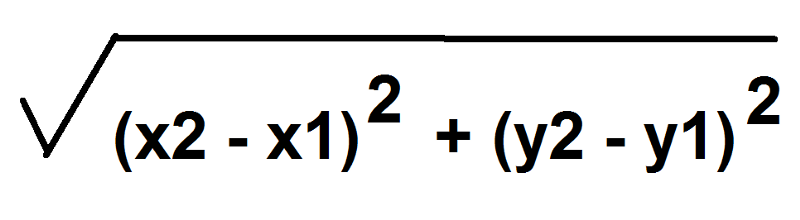 √(x2 - x1)² + (y2 - y1)²